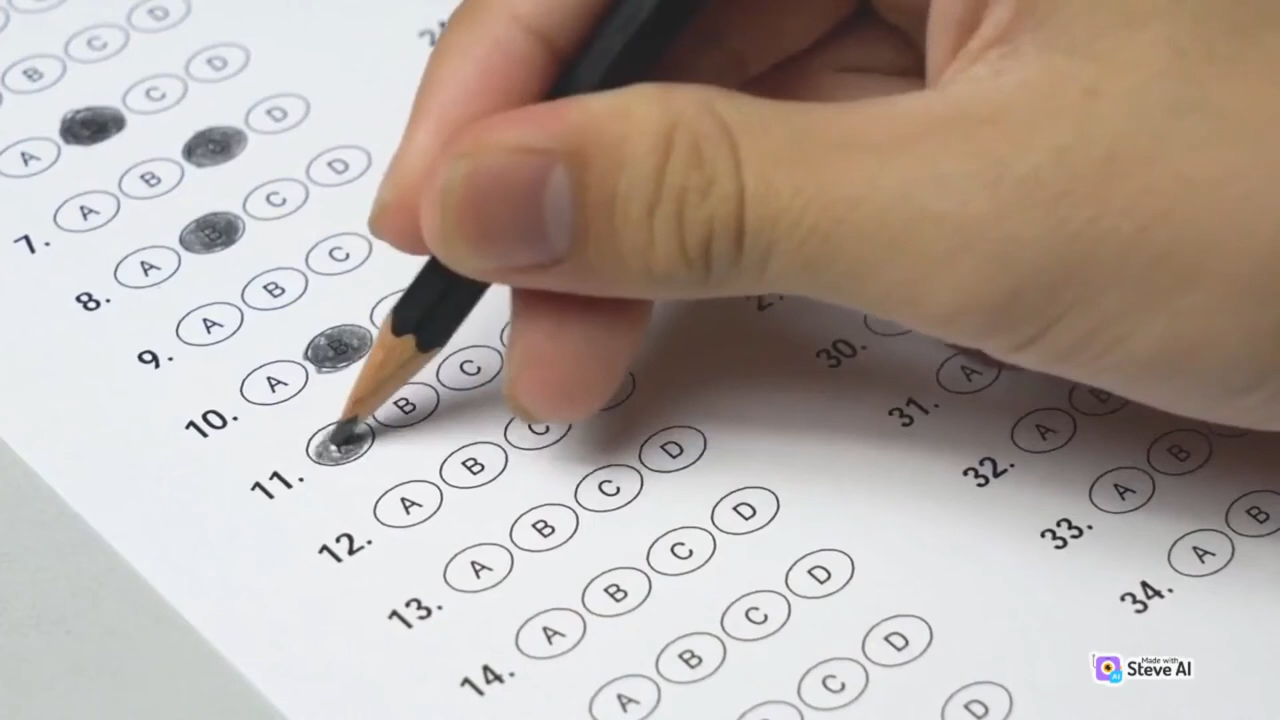 B C D
A C D
7. A B D
8. A B C D
9. A B C
10. A B
11. B C
12. A B C
13. A B C D
14. A B C D
A B C D
C D
D
30.
31. A
32. A
33. A B
34. A B
Made with
Steve AI